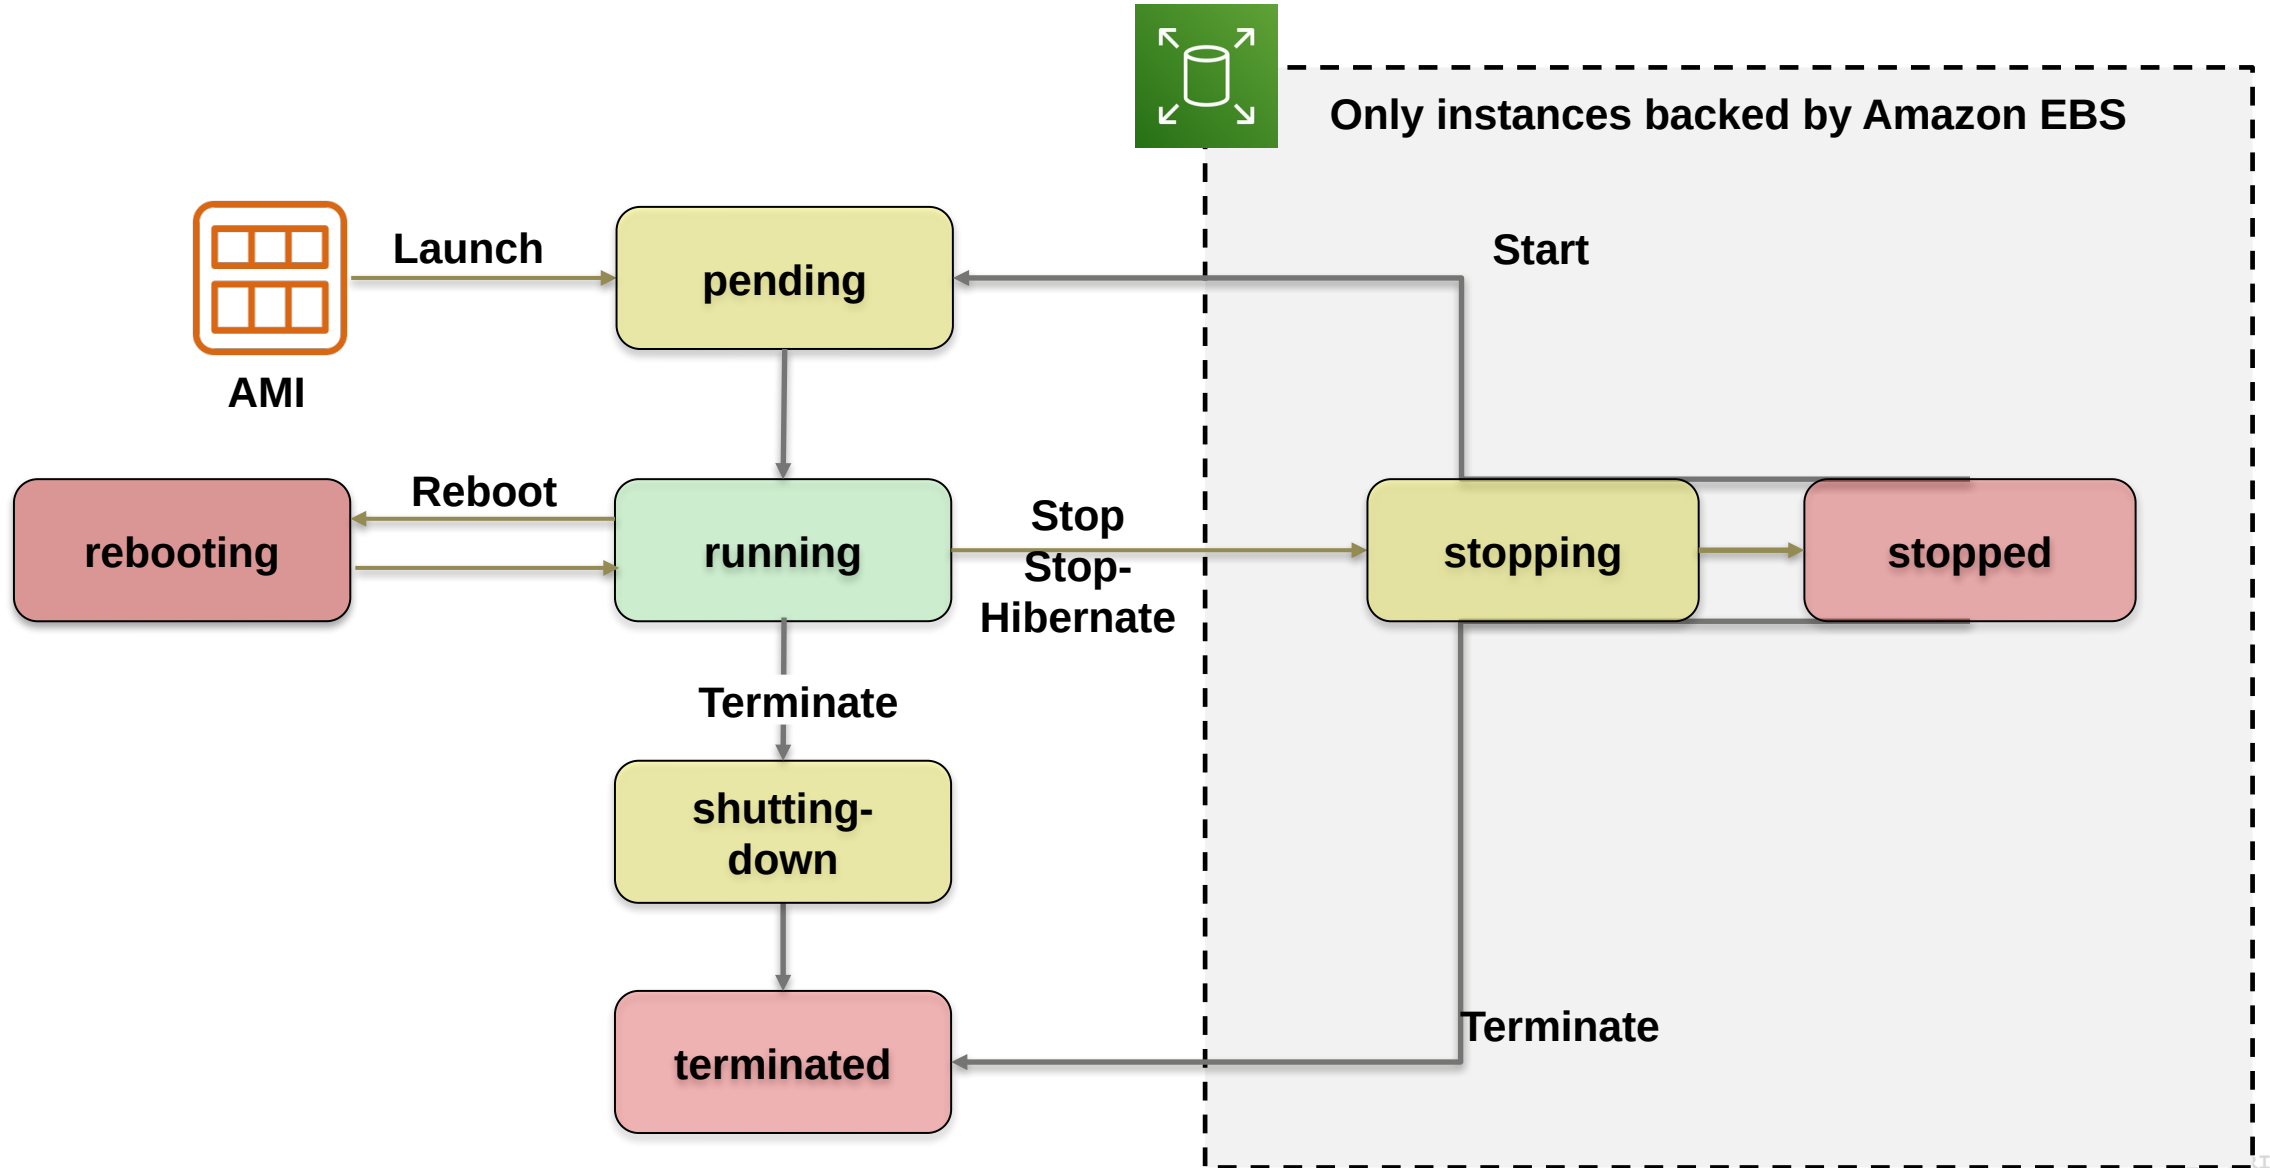 Only instances backed by Amazon EBS
Launch
pending
Start
AMI
Reboot
rebooting
running
Stop
Stop-
Hibernate
stopping
stopped
Terminate
shutting-
down
terminated
Terminate